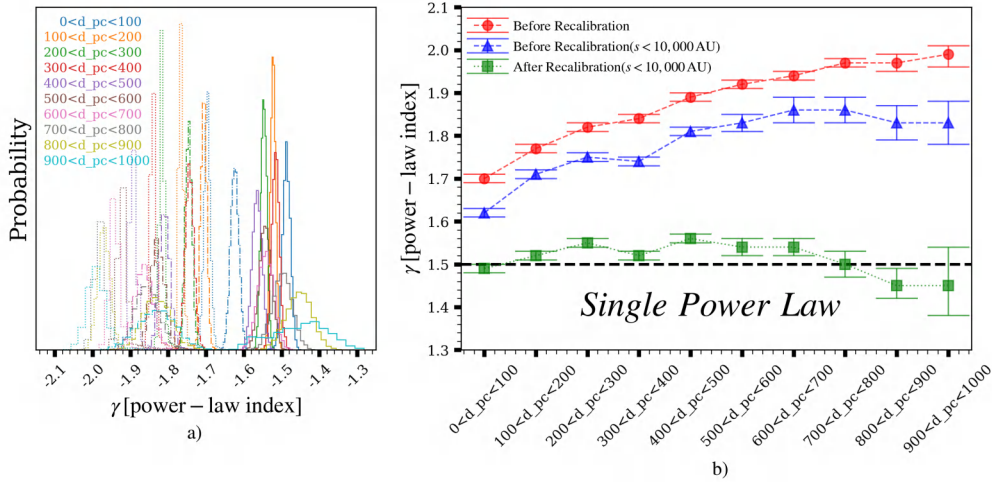 0<d_pc<100
100<d_pc<200
200<d_pc<300
300<d_pc<400
400<d_pc<500
500<d_pc<600
600<d_pc<700
700<d_pc<800
800<d_pc<900
900<d_pc<1000
Probability
-2.1 -2.0 -1.9 -1.8 -1.7 -1.6 -1.5 -1.4 -1.3
γ [power − law index]
a)
Before Recalibration
Before Recalibration(s < 10, 000 AU)
After Recalibration(s < 10, 000 AU)
γ [power − law index]
2.1
2.0
1.9
1.8
1.7
1.6
1.5
1.4
1.3
Single Power Law
0<d_pc<100
100<d_pc<200
200<d_pc<300
300<d_pc<400
400<d_pc<500
500<d_pc<600
600<d_pc<700
700<d_pc<800
800<d_pc<900
900<d_pc<1000
b)